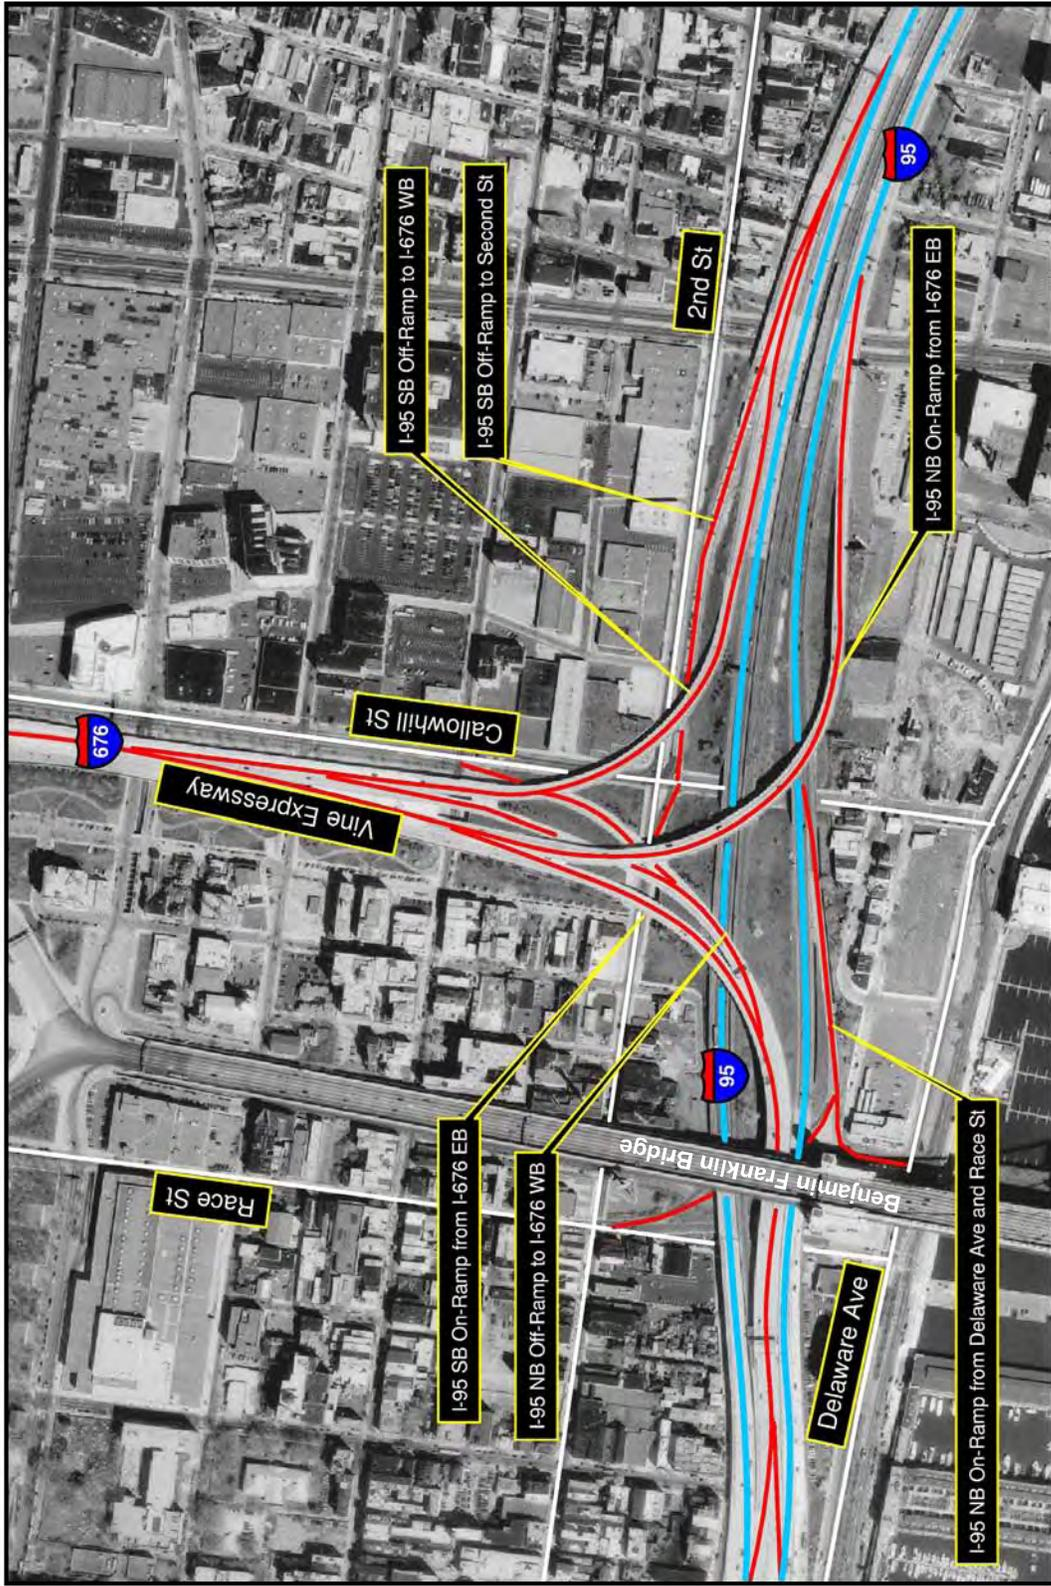 676
Vine Expressway
Callowhill St
I-95 SB Off-Ramp to I-676 WB
I-95 SB Off-Ramp to Second St
2nd St
95
I-95 NB On-Ramp from I-676 EB
Race St
I-95 SB On-Ramp from I-676 EB
I-95 NB Off-Ramp to I-676 WB
95
Benjamin Franklin Bridge
Delaware Ave
I-95 NB On-Ramp from Delaware Ave and Race St